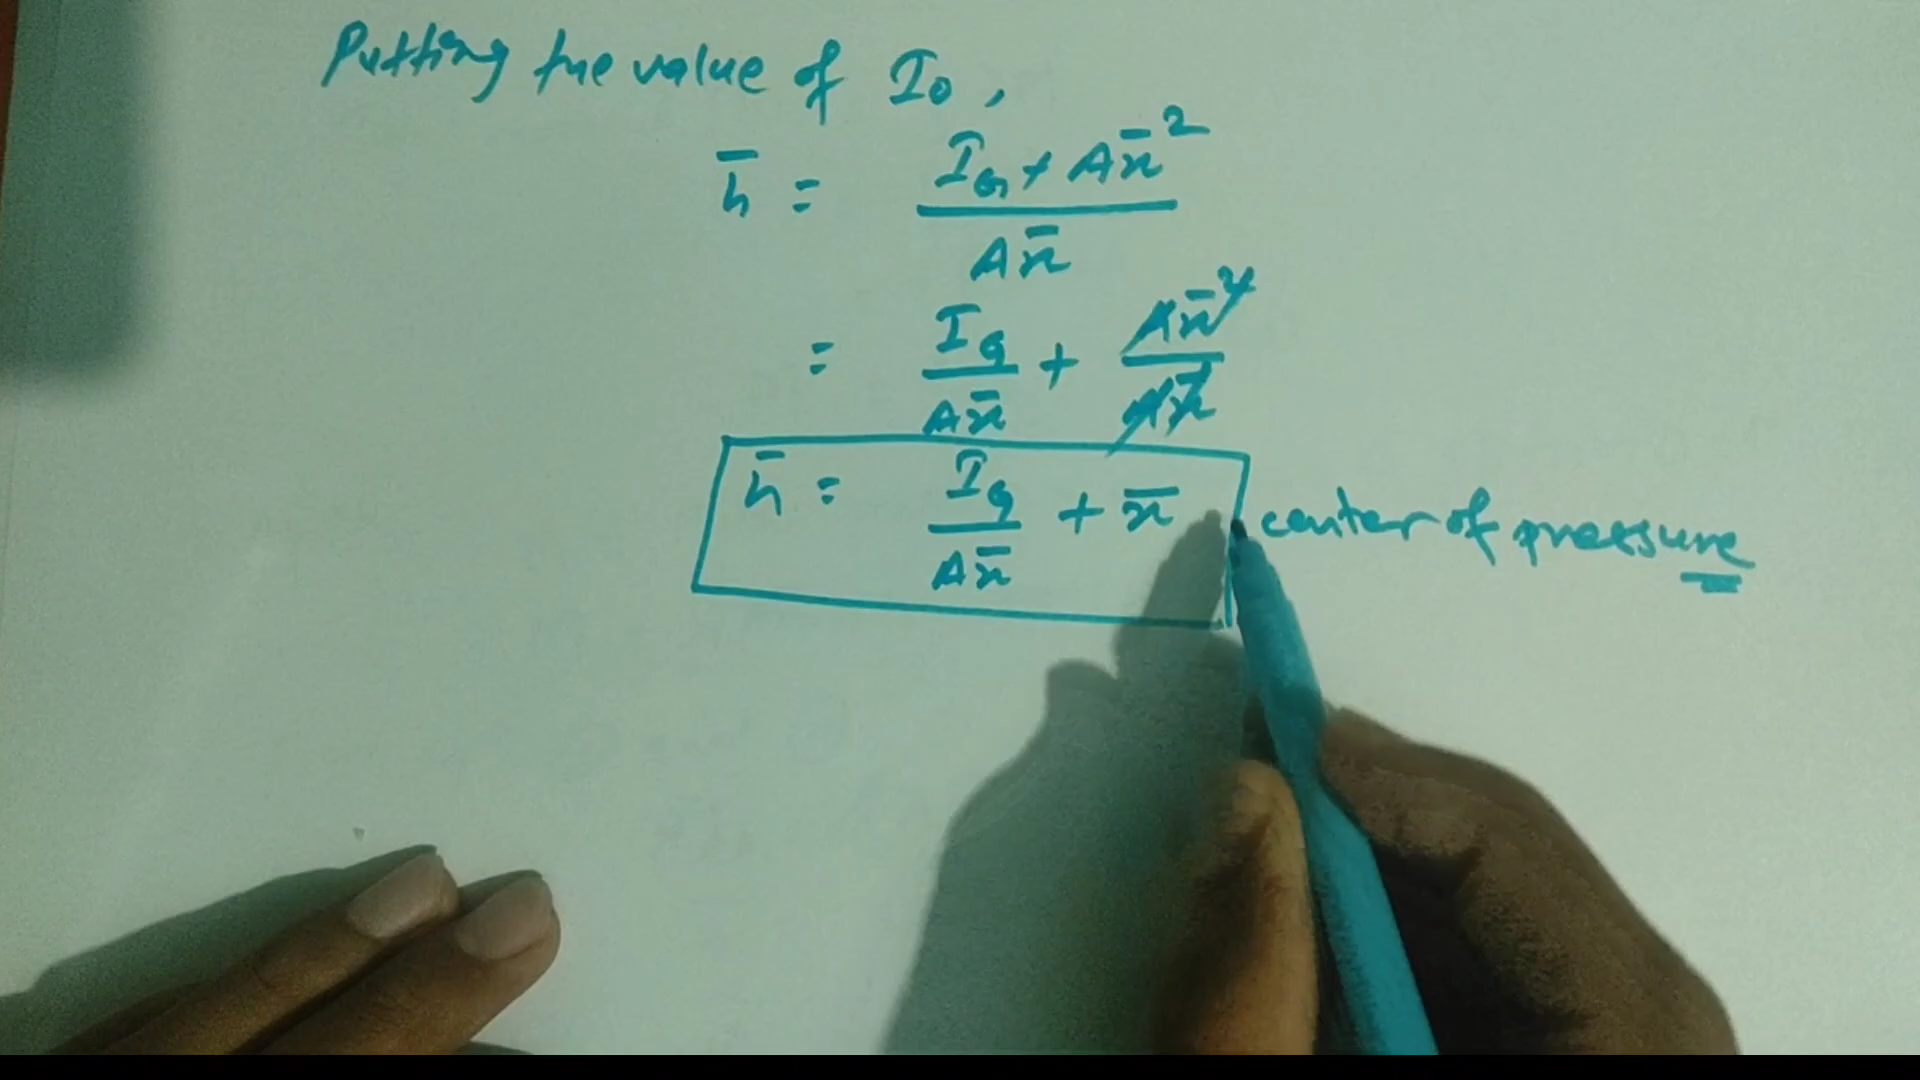 Putting the value of I₀,
h̄ = (I_G + Ax̄²) / (Ax̄)
= I_G / (Ax̄) + Ax̄² / (Ax̄)
h̄ = I_G / (Ax̄) + x̄ center of pressure